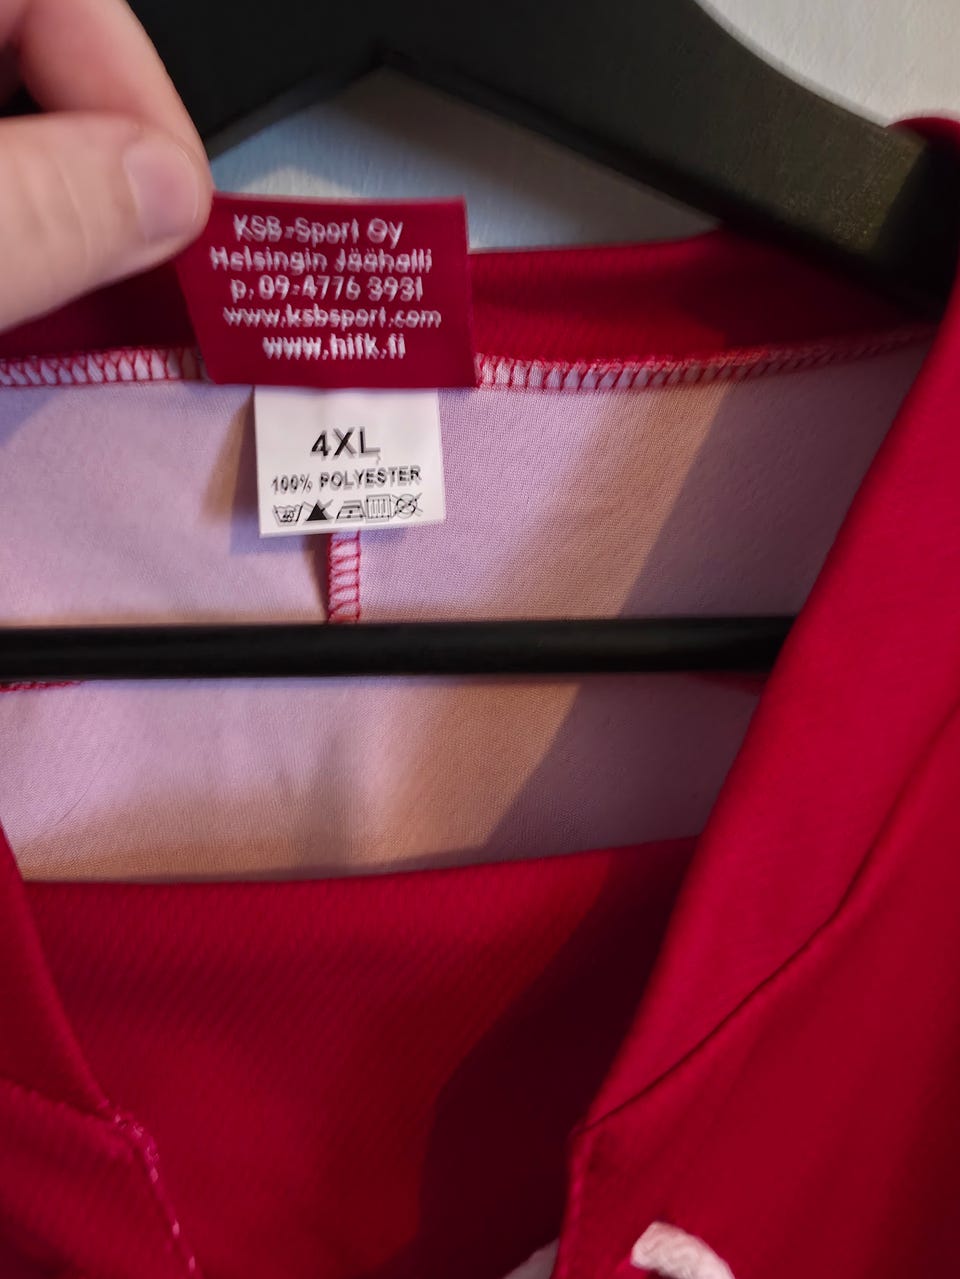 KSB-Sport Oy
Helsingin Jäähalli
p. 09-4776 3931
www.ksbsport.com
www.hifk.fi
4XL
100% POLYESTER